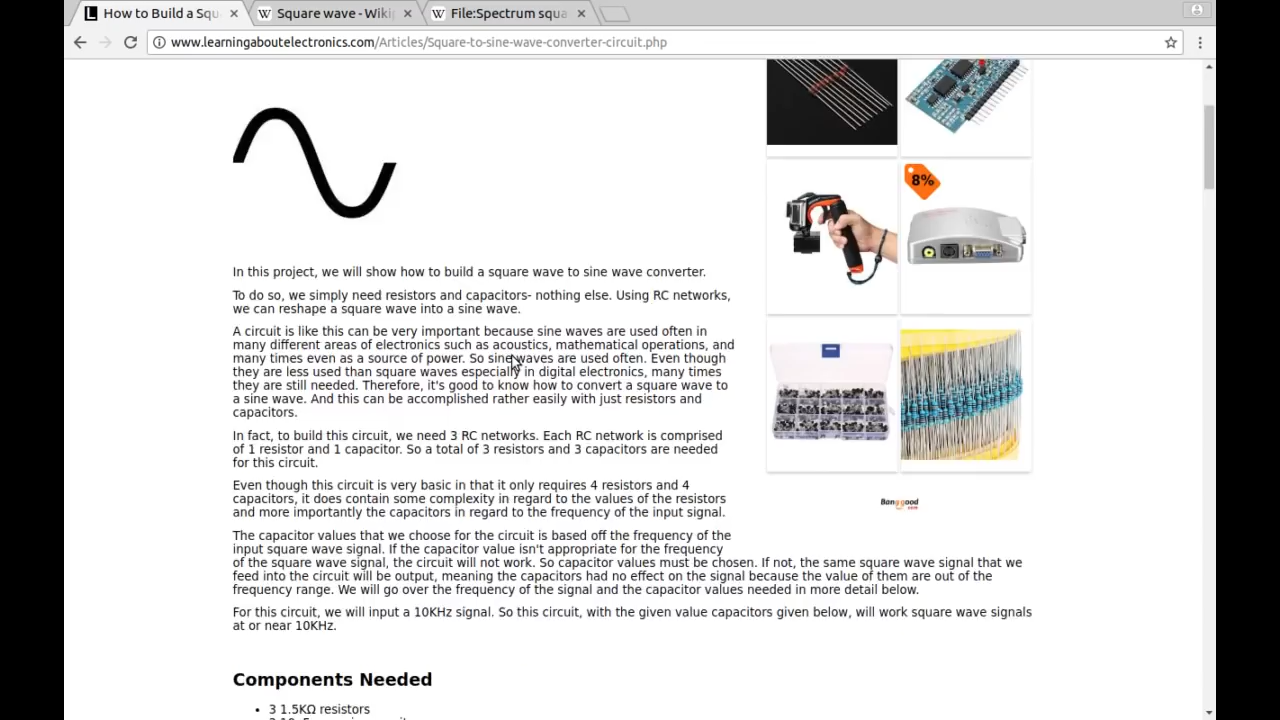 How to Build a Squ
Square wave - Wiki
File:Spectrum squa
www.learningaboutelectronics.com/Articles/Square-to-sine-wave-converter-circuit.php
8%
In this project, we will show how to build a square wave to sine wave converter.
To do so, we simply need resistors and capacitors- nothing else. Using RC networks,
we can reshape a square wave into a sine wave.
A circuit is like this can be very important because sine waves are used often in
many different areas of electronics such as acoustics, mathematical operations, and
many times even as a source of power. So sine waves are used often. Even though
they are less used than square waves especially in digital electronics, many times
they are still needed. Therefore, it's good to know how to convert a square wave to
a sine wave. And this can be accomplished rather easily with just resistors and
capacitors.
In fact, to build this circuit, we need 3 RC networks. Each RC network is comprised
of 1 resistor and 1 capacitor. So a total of 3 resistors and 3 capacitors are needed
for this circuit.
Even though this circuit is very basic in that it only requires 4 resistors and 4
capacitors, it does contain some complexity in regard to the values of the resistors
and more importantly the capacitors in regard to the frequency of the input signal.
Banggood
.com
The capacitor values that we choose for the circuit is based off the frequency of the
input square wave signal. If the capacitor value isn't appropriate for the frequency
of the square wave signal, the circuit will not work. So capacitor values must be chosen. If not, the same square wave signal that we
feed into the circuit will be output, meaning the capacitors had no effect on the signal because the value of them are out of the
frequency range. We will go over the frequency of the signal and the capacitor values needed in more detail below.
For this circuit, we will input a 10KHz signal. So this circuit, with the given value capacitors given below, will work square wave signals
at or near 10KHz.
Components Needed
• 3 1.5KΩ resistors